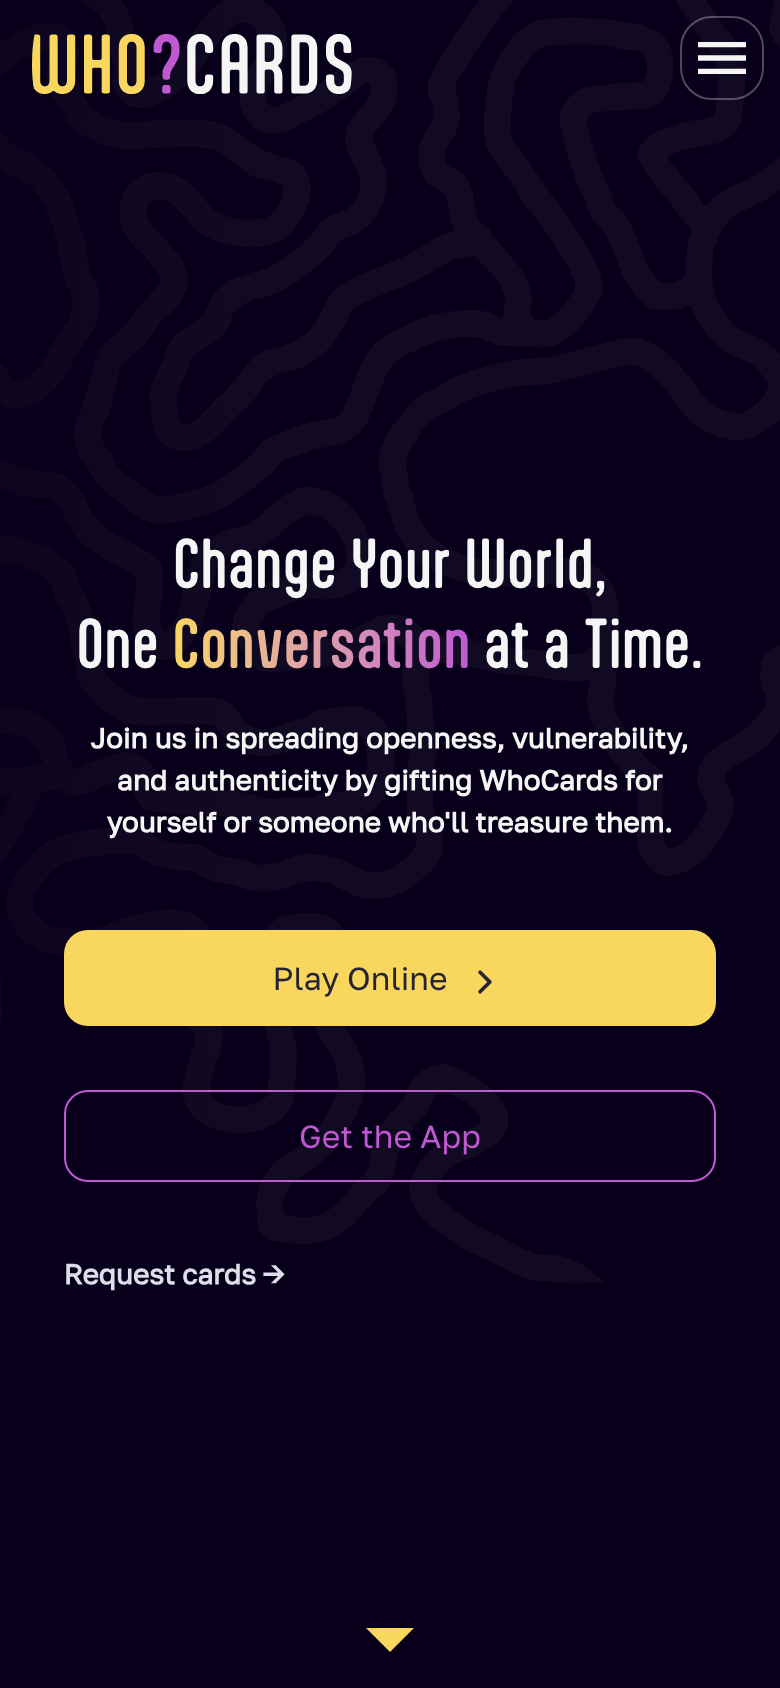 WHO?CARDS
Change Your World,
One Conversation at a Time.
Join us in spreading openness, vulnerability,
and authenticity by gifting WhoCards for
yourself or someone who'll treasure them.
Play Online >
Get the App
Request cards →